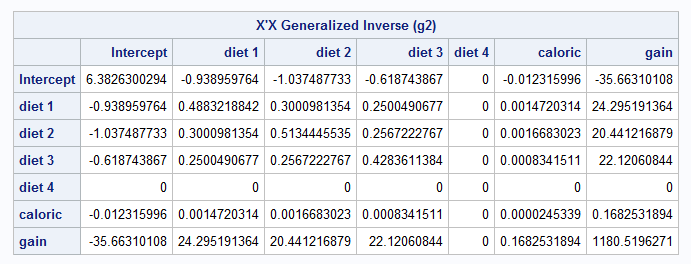 X'X Generalized Inverse (g2)
Intercept diet 1 diet 2 diet 3 diet 4 caloric gain
Intercept 6.3826300294 -0.938959764 -1.037487733 -0.618743867 0 -0.012315996 -35.66310108
diet 1 -0.938959764 0.4883218842 0.3000981354 0.2500490677 0 0.0014720314 24.295191364
diet 2 -1.037487733 0.3000981354 0.5134445535 0.2567222767 0 0.0016683023 20.441216879
diet 3 -0.618743867 0.2500490677 0.2567222767 0.4283611384 0 0.0008341511 22.12060844
diet 4 0 0 0 0 0 0 0
caloric -0.012315996 0.0014720314 0.0016683023 0.0008341511 0 0.0000245339 0.1682531894
gain -35.66310108 24.295191364 20.441216879 22.12060844 0 0.1682531894 1180.5196271